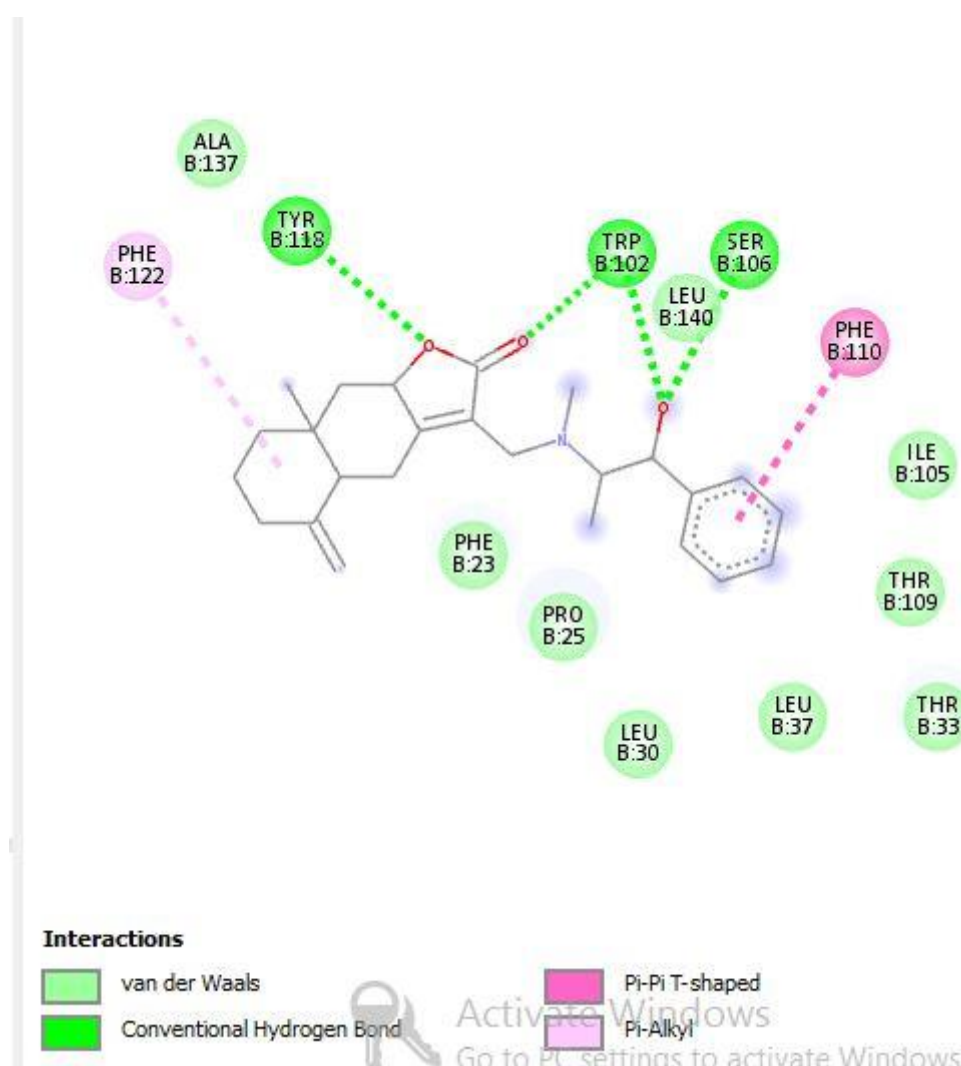 ALA
B:137
TYR
B:118
PHE
B:122
TRP
B:102
SER
B:106
LEU
B:140
PHE
B:110
O
O
O
N
ILE
B:105
PHE
B:23
THR
B:109
PRO
B:25
LEU
B:30
LEU
B:37
THR
B:33
Interactions
van der Waals
Pi-Pi T-shaped
Conventional Hydrogen Bond
Pi-Alkyl
Activate Windows
Go to PC settings to activate Windows